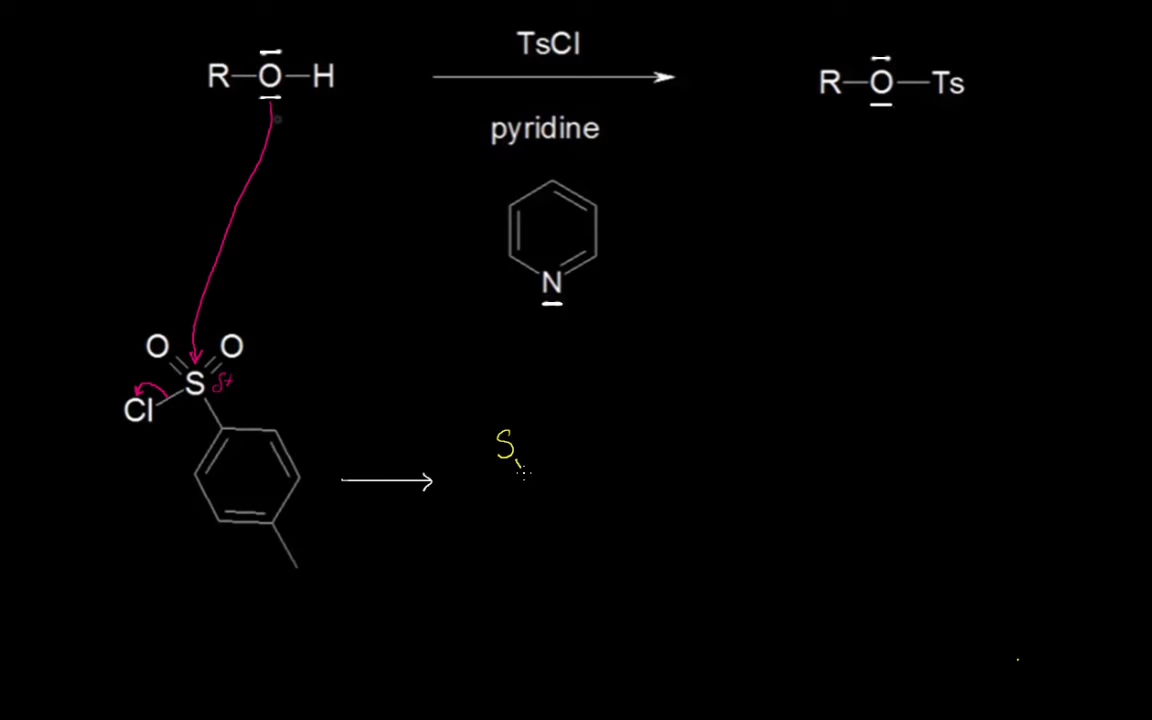 TsCl
R-O-H
R-O-Ts
pyridine
N
O O
S δ+
Cl
S